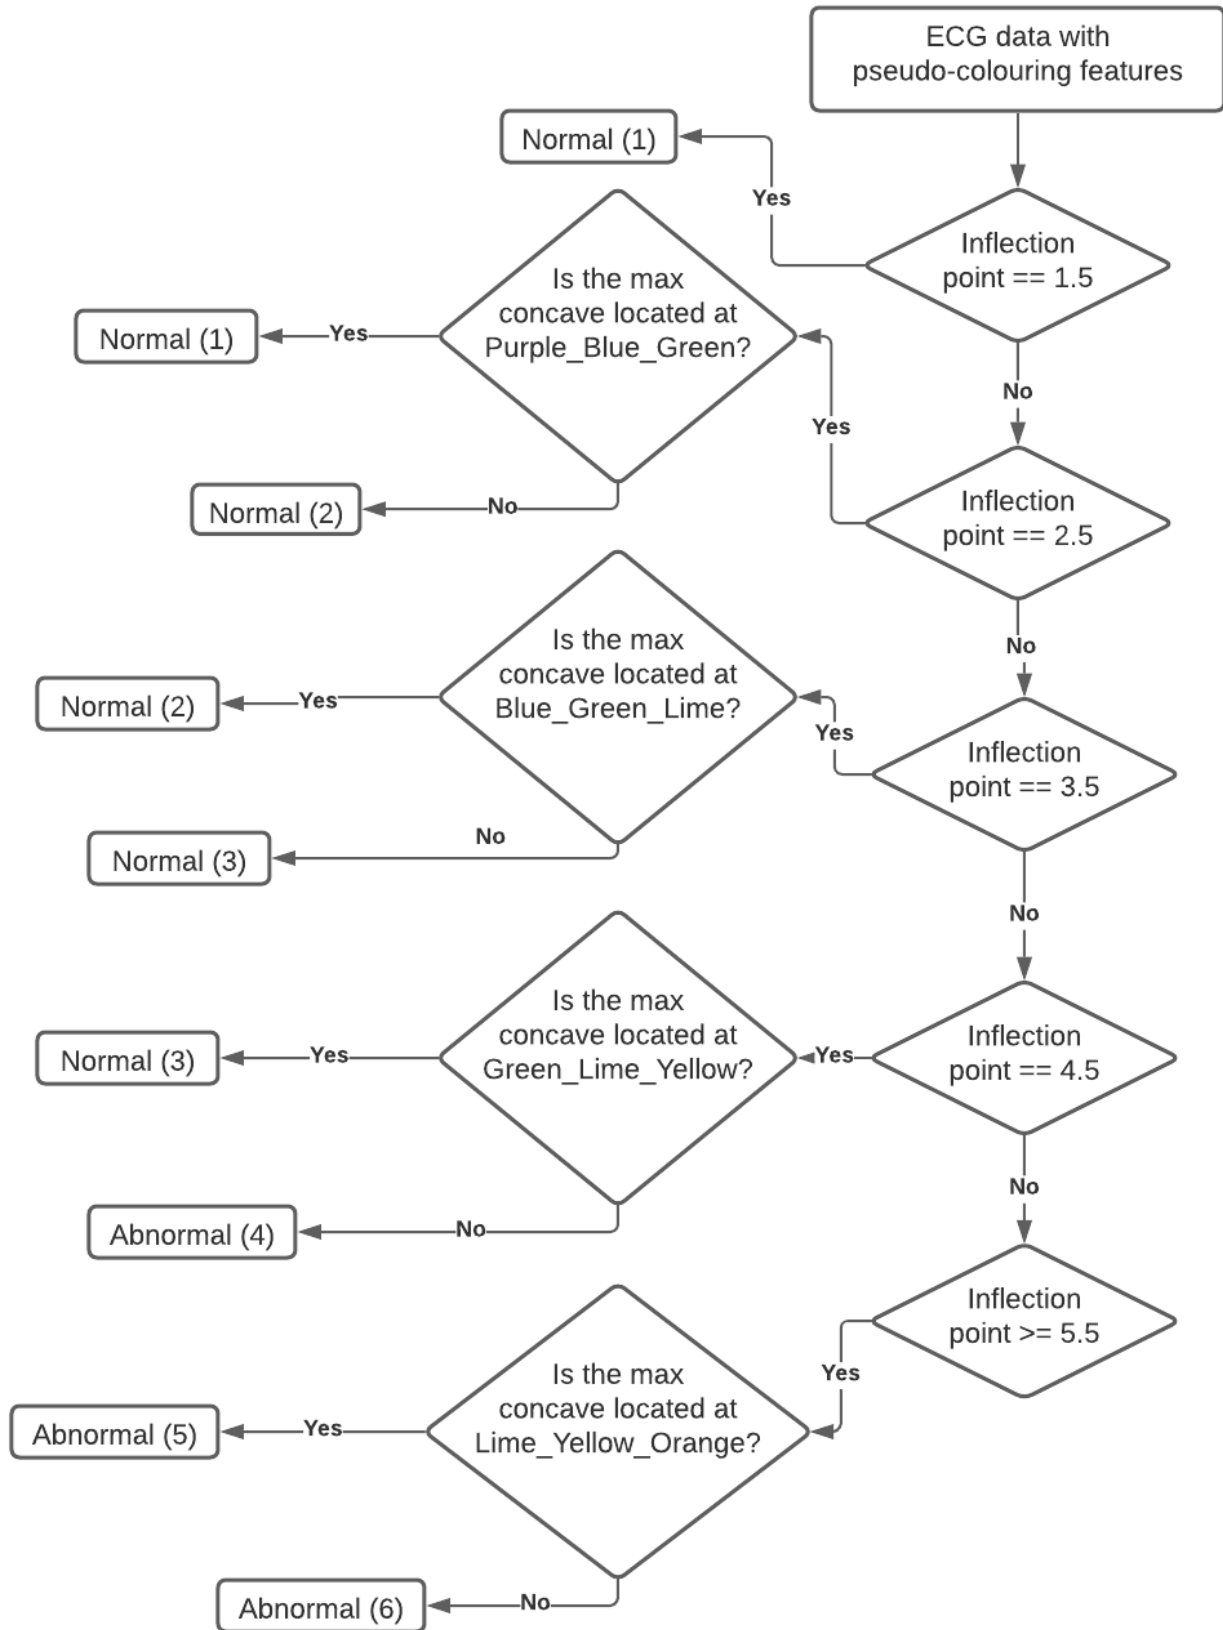 ECG data with
pseudo-colouring features
Normal (1)
Yes
Inflection
point == 1.5
Is the max
concave located at
Purple_Blue_Green?
Yes
Normal (1)
No
Yes
No
Normal (2)
Inflection
point == 2.5
No
Is the max
concave located at
Blue_Green_Lime?
Yes
Normal (2)
Yes
Inflection
point == 3.5
No
Normal (3)
No
Is the max
concave located at
Green_Lime_Yellow?
Yes
Normal (3)
Yes
Inflection
point == 4.5
No
Abnormal (4)
No
Inflection
point >= 5.5
Yes
Is the max
concave located at
Lime_Yellow_Orange?
Yes
Abnormal (5)
No
Abnormal (6)